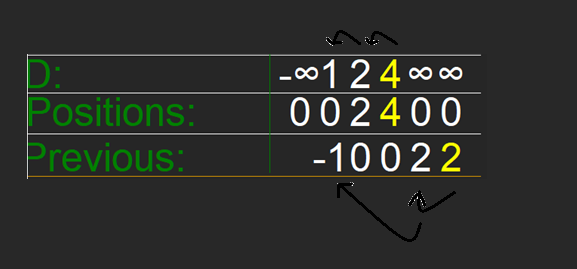 D: -∞ 1 2 4 ∞ ∞
Positions: 0 0 2 4 0 0
Previous: -1 0 0 2 2